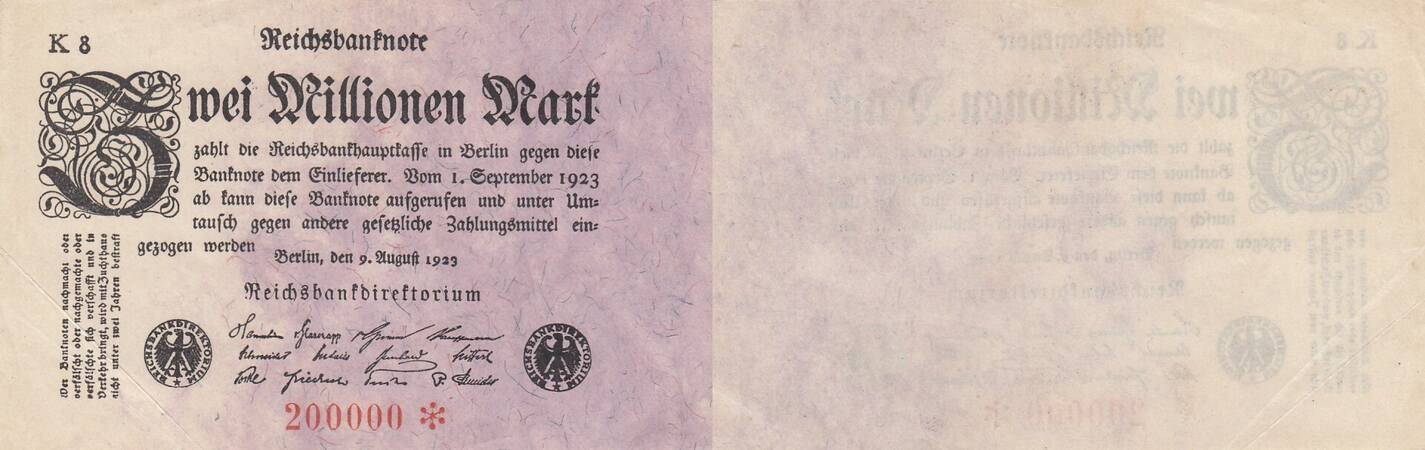 K 8
Reichsbanknote
Zwei Millionen Mark
zahlt die Reichsbankhauptkasse in Berlin gegen diese
Banknote dem Einlieferer. Vom 1. September 1923
ab kann diese Banknote aufgerufen und unter Um=
tausch gegen andere gesetzliche Zahlungsmittel ein=
gezogen werden
Berlin, den 9. August 1923
Reichsbankdirektorium
Wer Banknoten nachmacht oder
verfälscht oder nachgemachte oder
verfälschte sich verschafft und in
Verkehr bringt, wird mit Zuchthaus
nicht unter zwei Jahren bestraft
REICHSBANKDIREKTORIUM
REICHSBANKDIREKTORIUM
200000 *